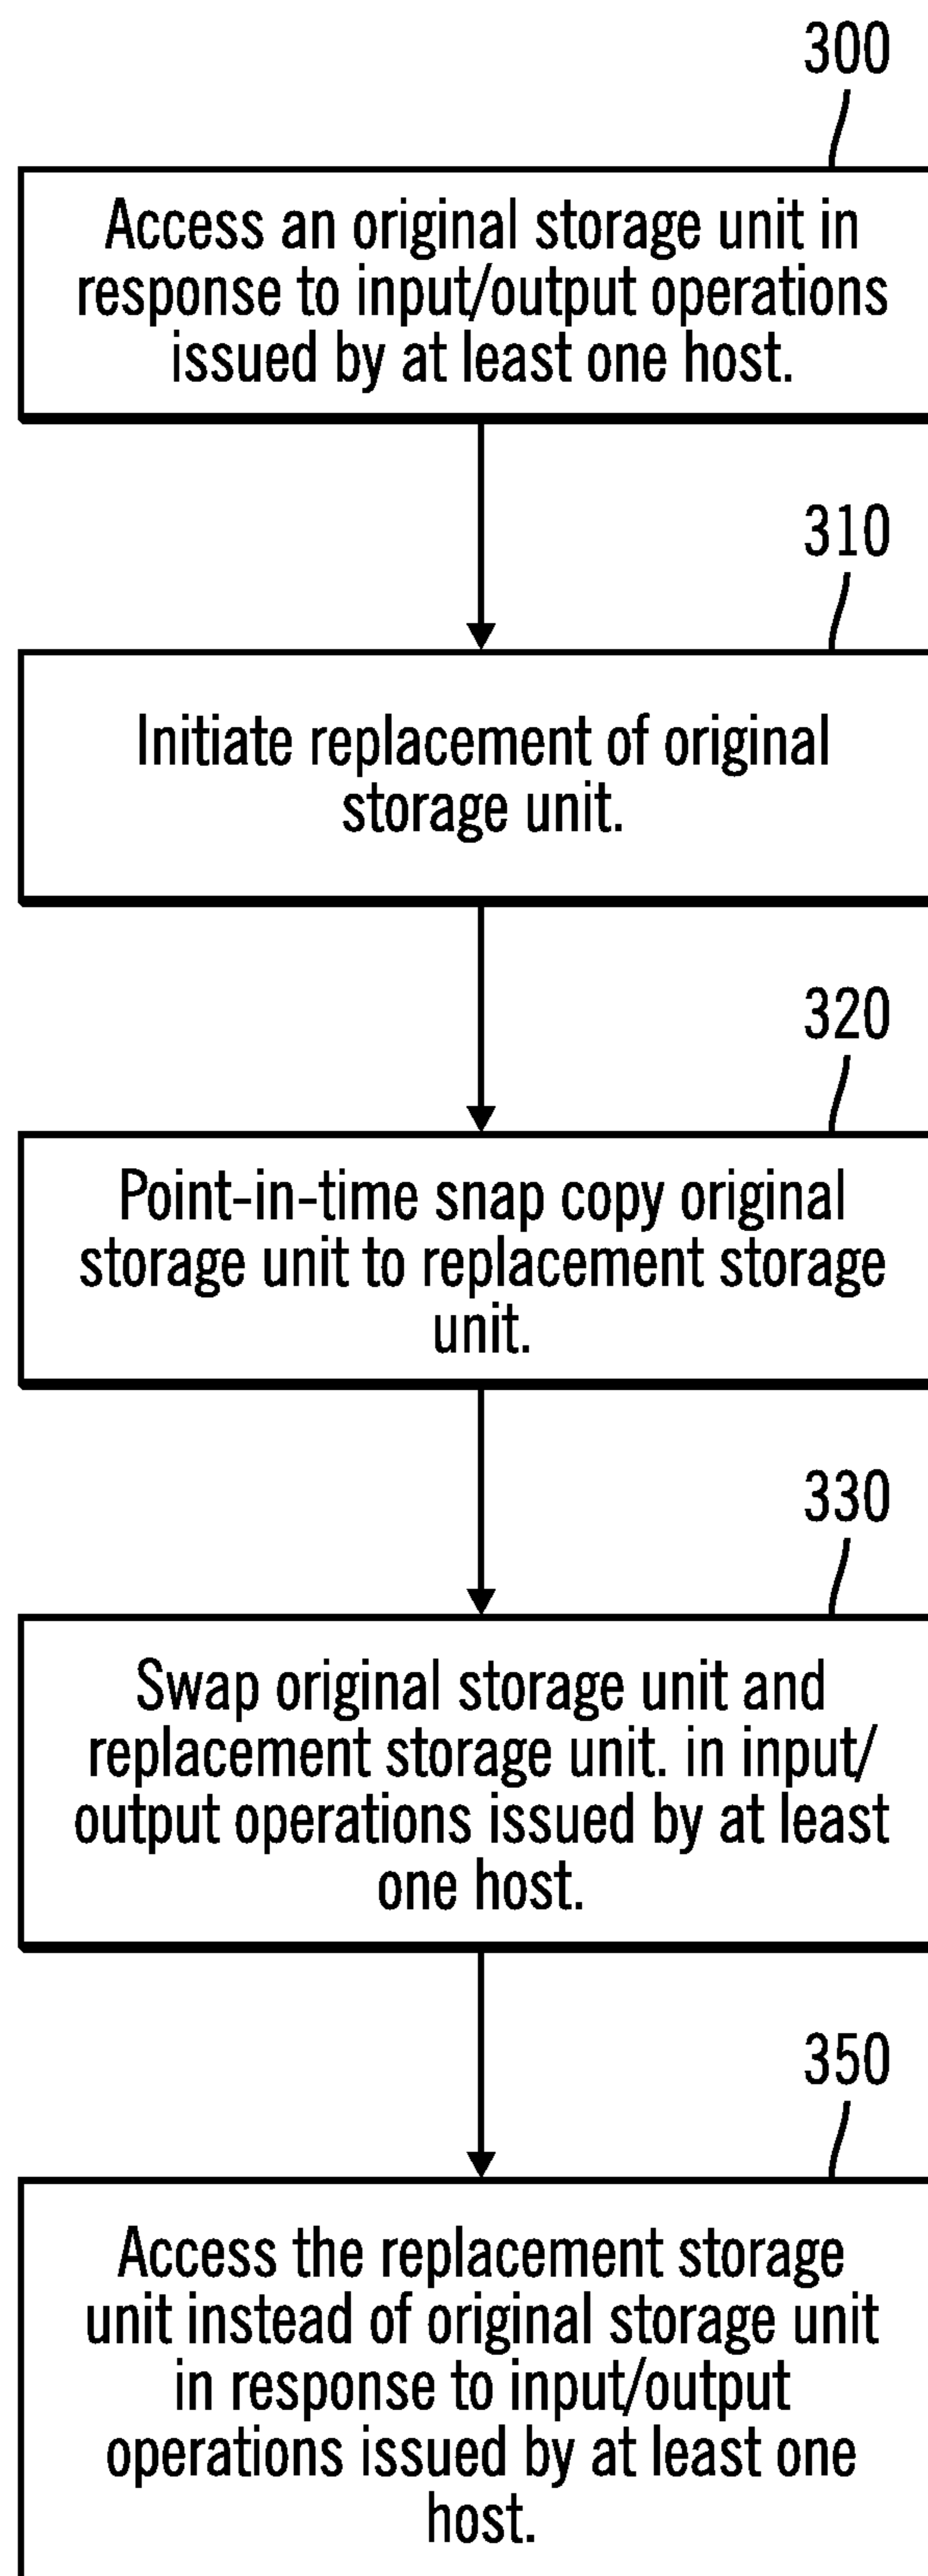 300
Access an original storage unit in
response to input/output operations
issued by at least one host.
310
Initiate replacement of original
storage unit.
320
Point-in-time snap copy original
storage unit to replacement storage
unit.
330
Swap original storage unit and
replacement storage unit. in input/
output operations issued by at least
one host.
350
Access the replacement storage
unit instead of original storage unit
in response to input/output
operations issued by at least one
host.